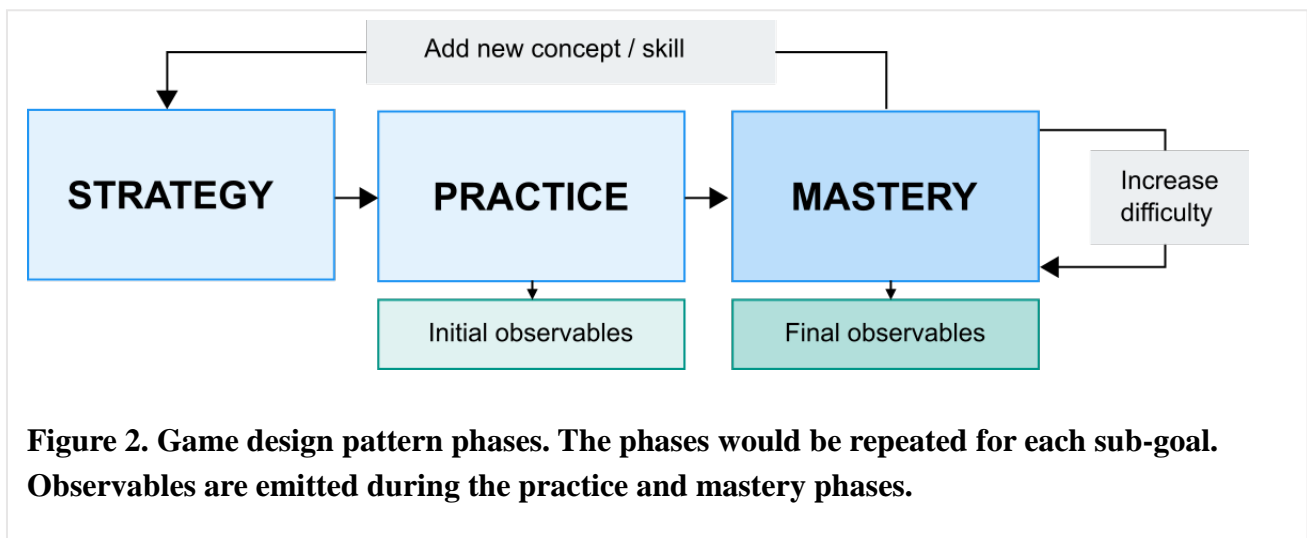 Add new concept / skill
STRATEGY
PRACTICE
MASTERY
Increase
difficulty
Initial observables
Final observables
Figure 2. Game design pattern phases. The phases would be repeated for each sub-goal.
Observables are emitted during the practice and mastery phases.